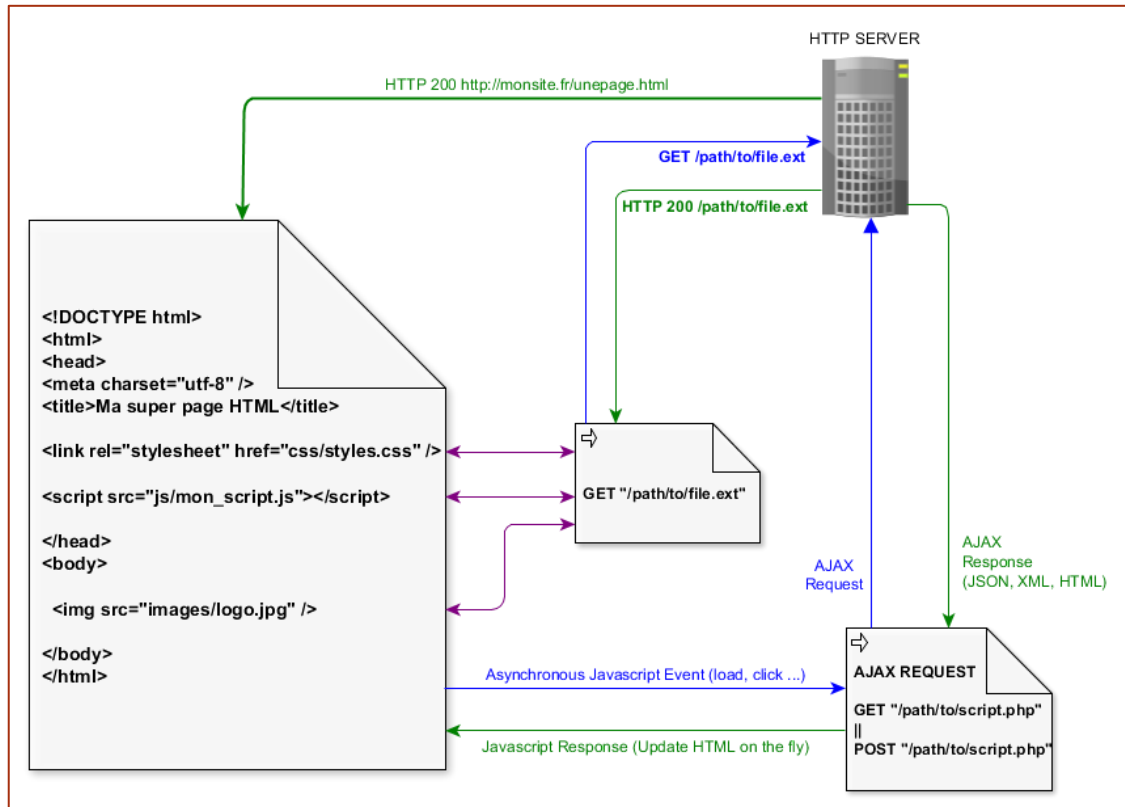 HTTP SERVER
HTTP 200 http://monsite.fr/unepage.html
GET /path/to/file.ext
HTTP 200 /path/to/file.ext
<!DOCTYPE html>
<html>
<head>
<meta charset="utf-8" />
<title>Ma super page HTML</title>
<link rel="stylesheet" href="css/styles.css" />
<script src="js/mon_script.js"></script>
</head>
<body>
<img src="images/logo.jpg" />
</body>
</html>
GET "/path/to/file.ext"
AJAX
Request
AJAX
Response
(JSON, XML, HTML)
Asynchronous Javascript Event (load, click ...)
Javascript Response (Update HTML on the fly)
AJAX REQUEST
GET "/path/to/script.php"
||
POST "/path/to/script.php"